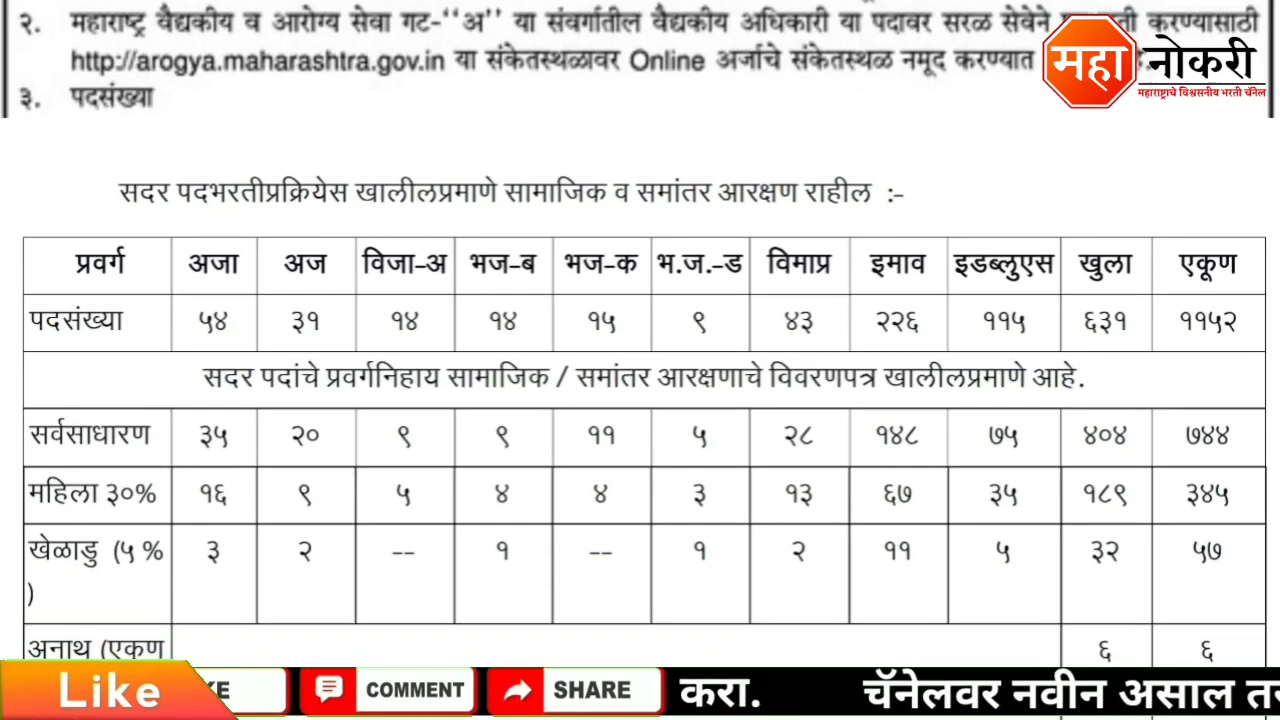 २. महाराष्ट्र वैद्यकीय व आरोग्य सेवा गट-"अ" या संवर्गातील वैद्यकीय अधिकारी या पदावर सरळ सेवेने करण्यासाठी
http://arogya.maharashtra.gov.in या संकेतस्थळावर Online अर्जाचे संकेतस्थळ नमूद करण्यात
३. पदसंख्या
महा नोकरी
महाराष्ट्राचे विश्वसनीय भरती चॅनेल
सदर पदभरतीप्रक्रियेस खालीलप्रमाणे सामाजिक व समांतर आरक्षण राहील :-
प्रवर्ग अजा अज विजा-अ भज-ब भज-क भ.ज.-ड विमाप्र इमाव इडब्लुएस खुला एकूण
पदसंख्या ५४ ३१ १४ १४ १५ ९ ४३ २२६ ११५ ६३१ ११५२
सदर पदांचे प्रवर्गनिहाय सामाजिक / समांतर आरक्षणाचे विवरणपत्र खालीलप्रमाणे आहे.
सर्वसाधारण ३५ २० ९ ९ ११ ५ २८ १४८ ७५ ४०४ ७४४
महिला ३०% १६ ९ ५ ४ ४ ३ १३ ६७ ३५ १८९ ३४५
खेळाडु (५ % ३ २ -- १ -- १ २ ११ ५ ३२ ५७
)
अनाथ (एकण ६ ६
Like KE COMMENT SHARE करा. चॅनेलवर नवीन असाल